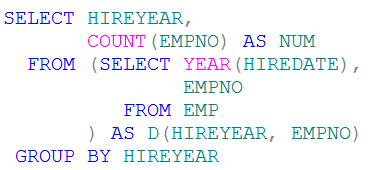 SELECT HIREYEAR,
COUNT(EMPNO) AS NUM
FROM (SELECT YEAR(HIREDATE),
EMPNO
FROM EMP
) AS D(HIREYEAR, EMPNO)
GROUP BY HIREYEAR